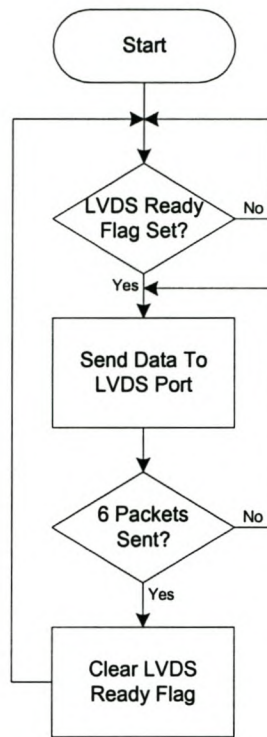 Start
LVDS Ready
Flag Set?
No
Yes
Send Data To
LVDS Port
6 Packets
Sent?
No
Yes
Clear LVDS
Ready Flag